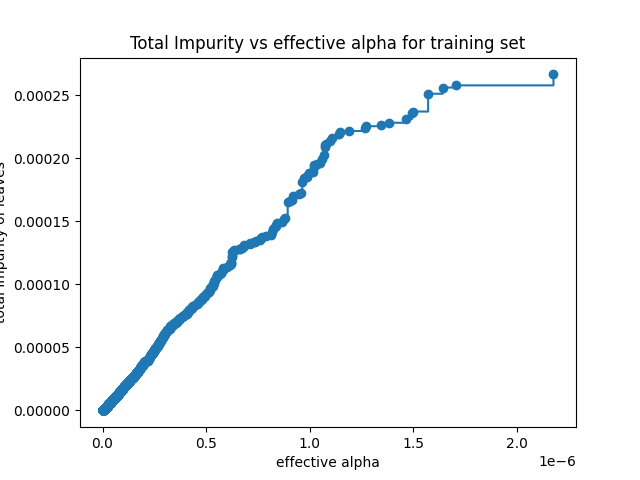 Total Impurity vs effective alpha for training set
total impurity of leaves
0.00025
0.00020
0.00015
0.00010
0.00005
0.00000
0.0 0.5 1.0 1.5 2.0
1e−6
effective alpha